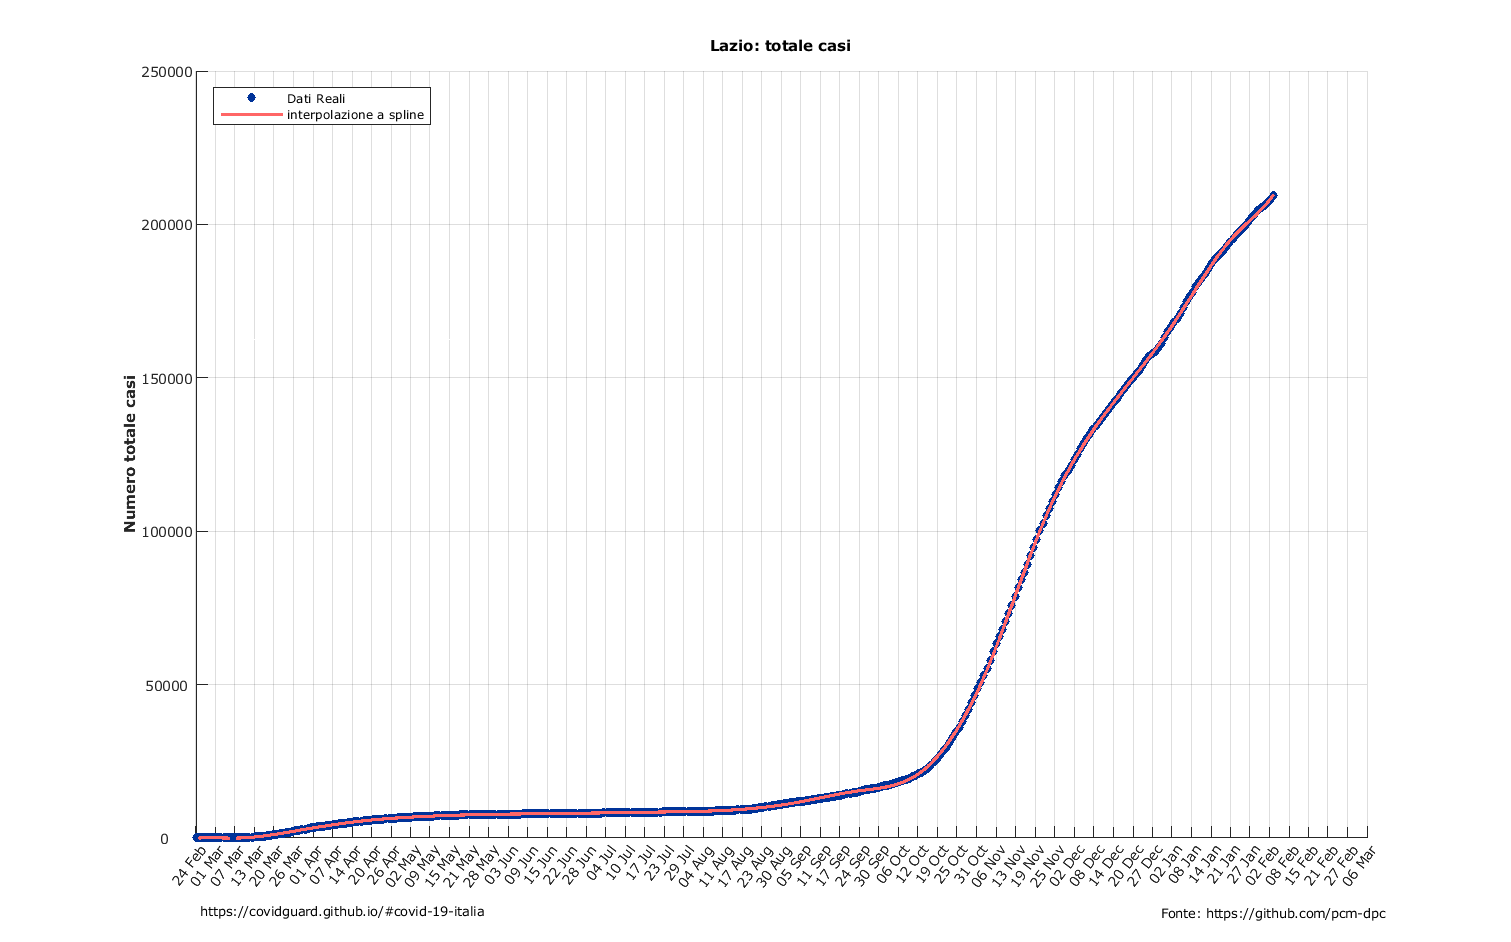 Lazio: totale casi
250000
200000
150000
100000
50000
0
Numero totale casi
Dati Reali
interpolazione a spline
24 Feb
01 Mar
07 Mar
13 Mar
20 Mar
26 Mar
01 Apr
07 Apr
14 Apr
20 Apr
26 Apr
02 May
09 May
15 May
21 May
28 May
03 Jun
09 Jun
15 Jun
22 Jun
28 Jun
04 Jul
10 Jul
17 Jul
23 Jul
29 Jul
04 Aug
11 Aug
17 Aug
23 Aug
30 Aug
05 Sep
11 Sep
17 Sep
24 Sep
30 Sep
06 Oct
12 Oct
19 Oct
25 Oct
31 Oct
06 Nov
13 Nov
19 Nov
25 Nov
02 Dec
08 Dec
14 Dec
20 Dec
27 Dec
02 Jan
08 Jan
14 Jan
21 Jan
27 Jan
02 Feb
08 Feb
15 Feb
21 Feb
27 Feb
06 Mar
https://covidguard.github.io/#covid-19-italia
Fonte: https://github.com/pcm-dpc